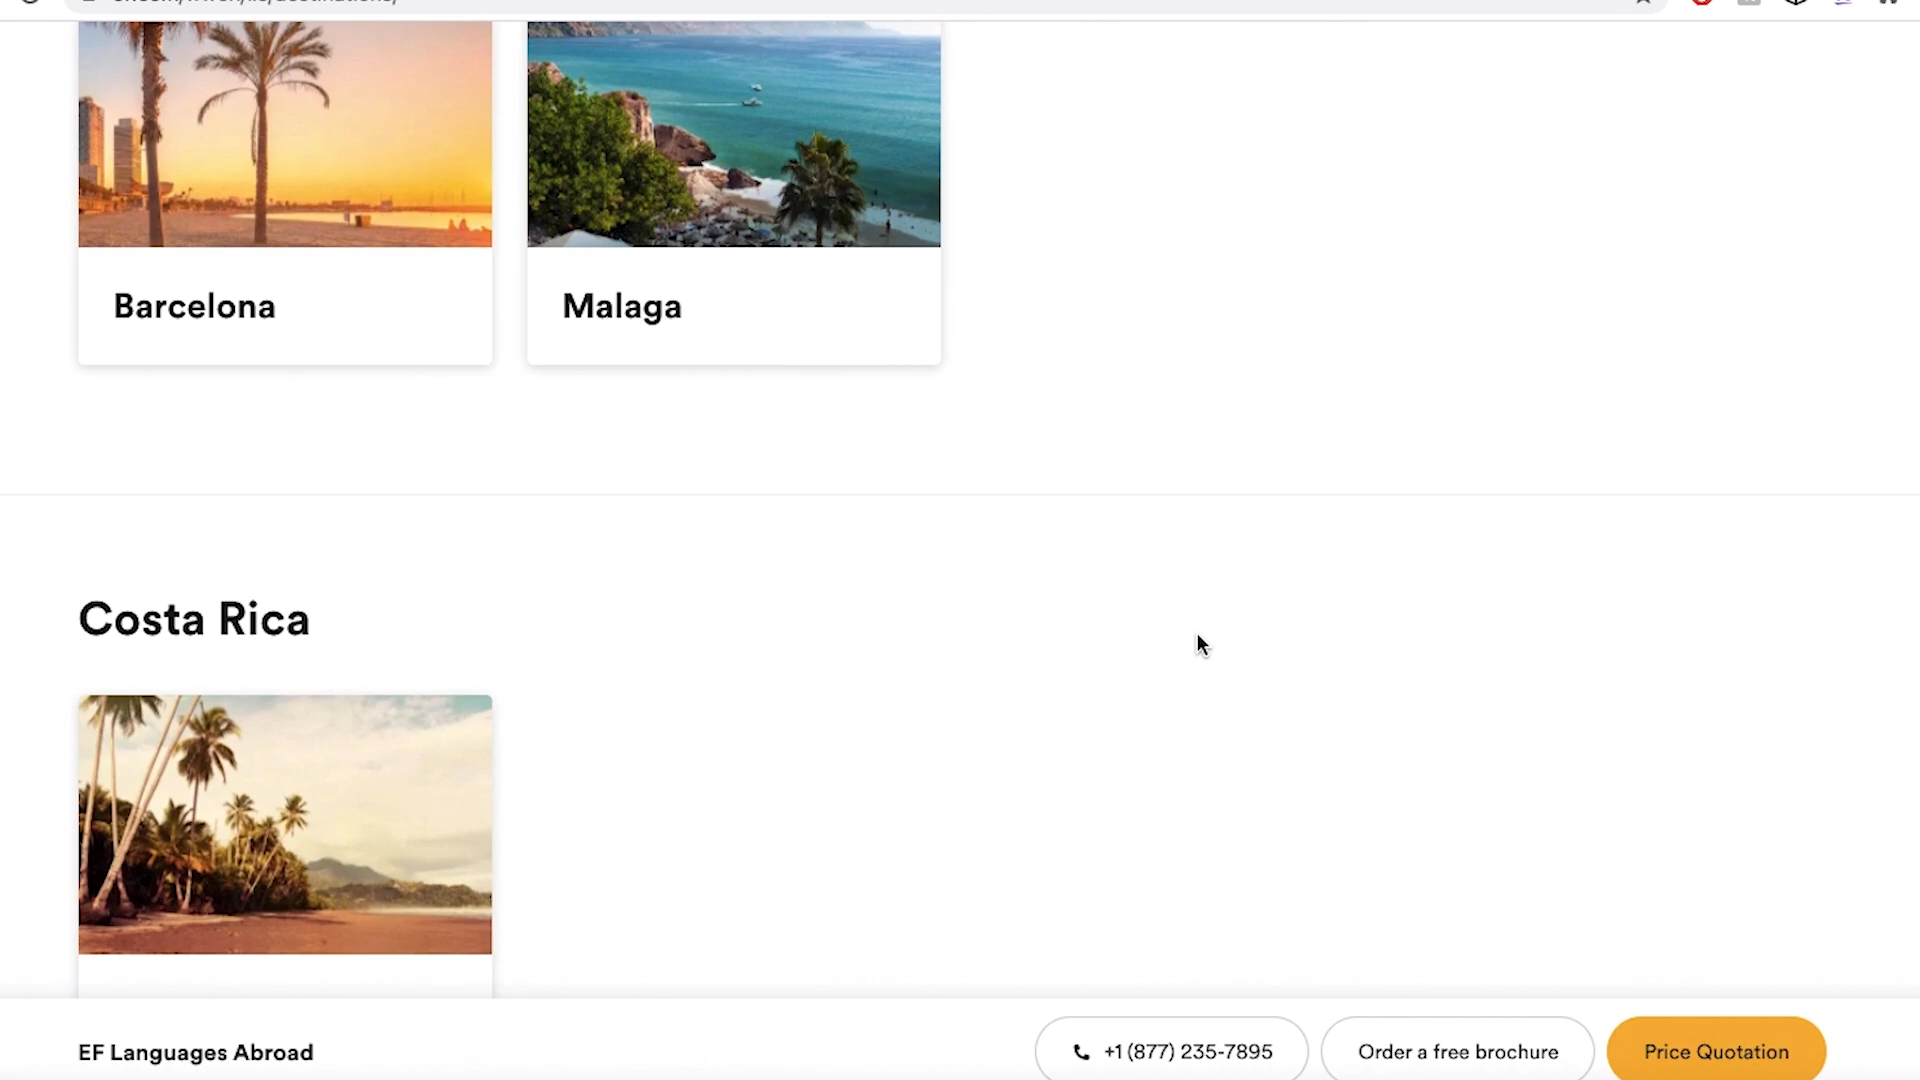 Barcelona
Malaga
Costa Rica
EF Languages Abroad
+1 (877) 235-7895
Order a free brochure
Price Quotation